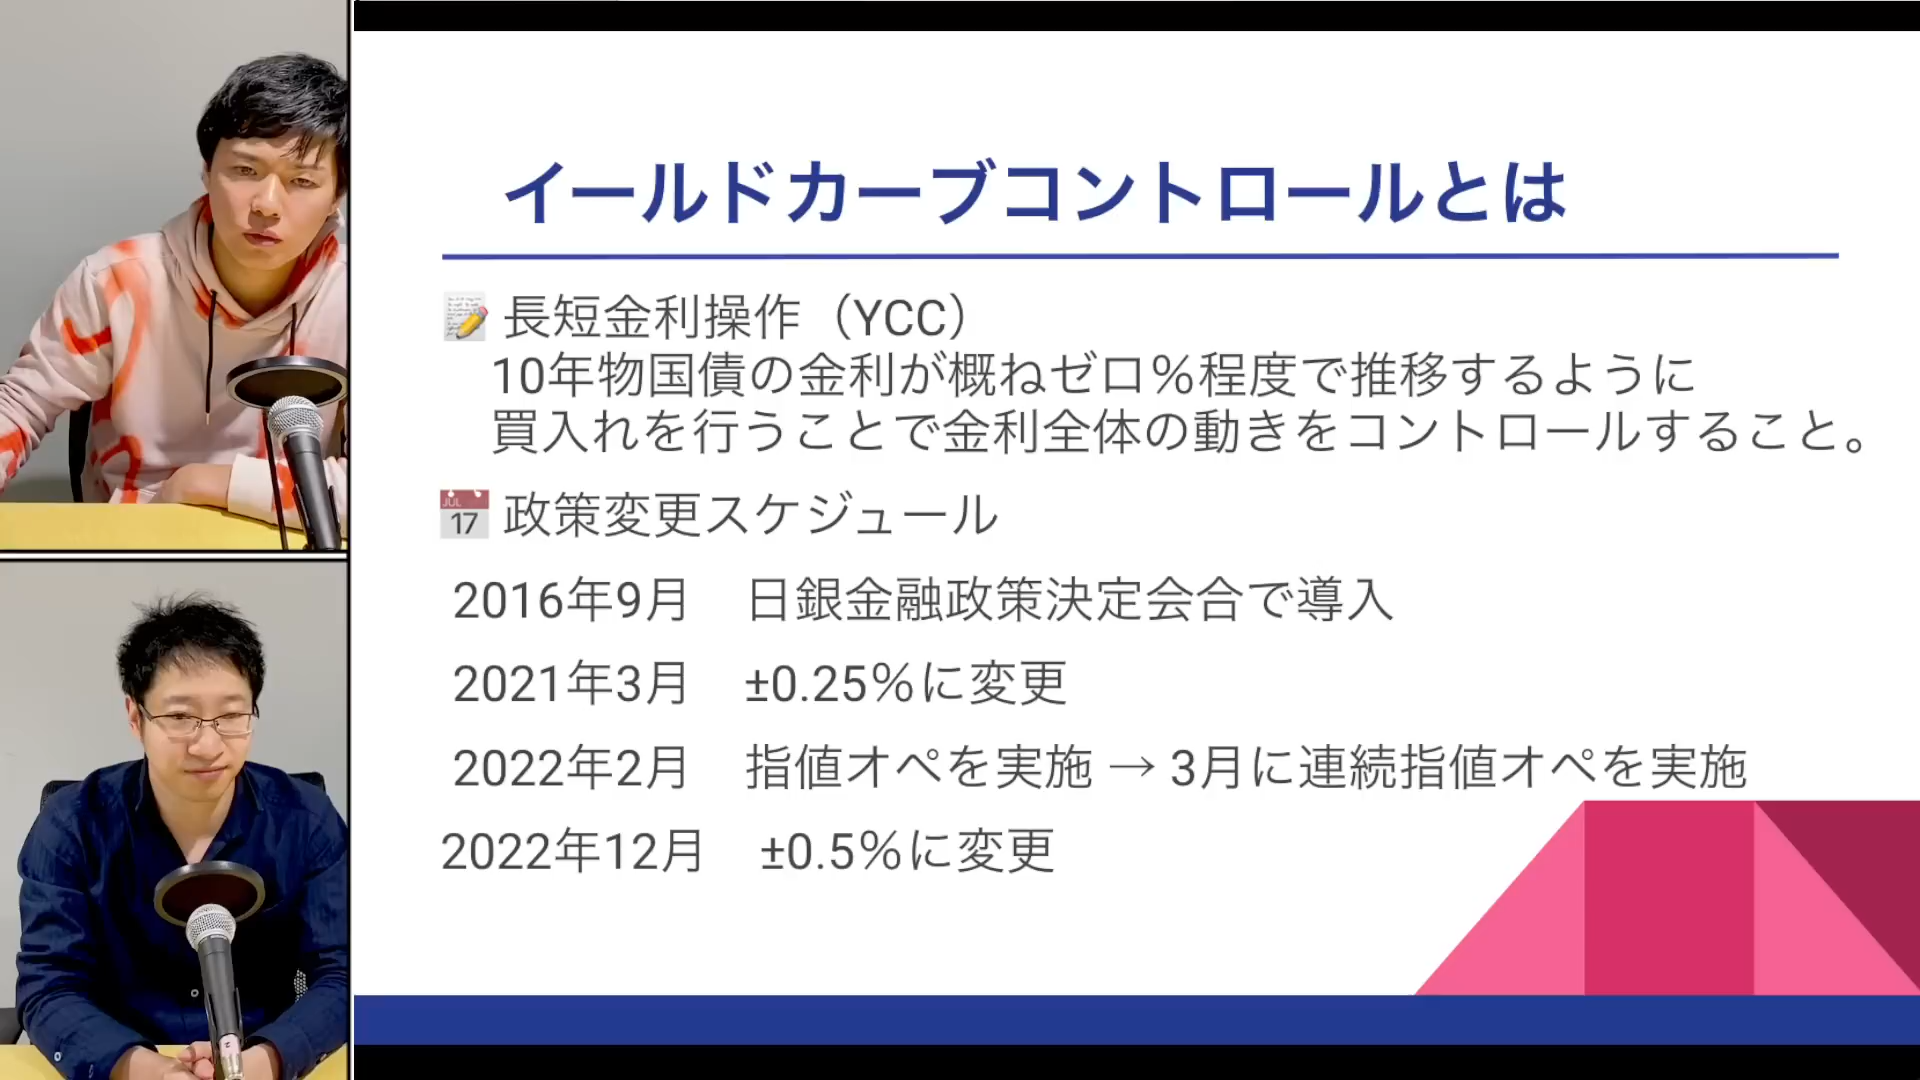 イールドカーブコントロールとは
長短金利操作（YCC）
10年物国債の金利が概ねゼロ%程度で推移するように
買入れを行うことで金利全体の動きをコントロールすること。
JUL
17
政策変更スケジュール
2016年9月　日銀金融政策決定会合で導入
2021年3月　±0.25%に変更
2022年2月　指値オペを実施 → 3月に連続指値オペを実施
2022年12月　±0.5%に変更